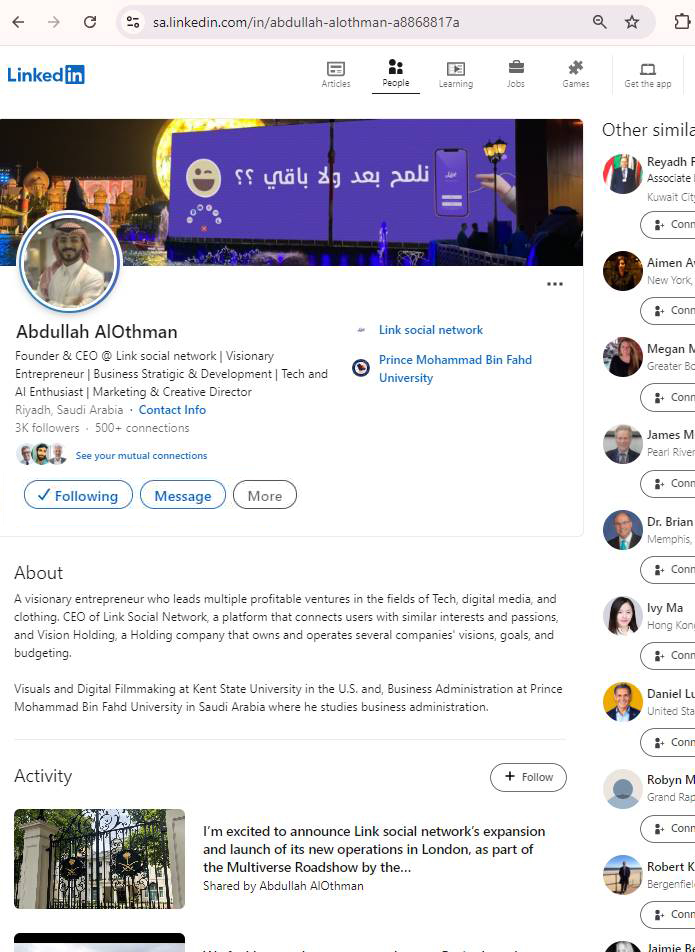 sa.linkedin.com/in/abdullah-alothman-a8868817a
Linked in
Articles
People
Learning
Jobs
Games
Get the app
نلمح بعد ولا باقي ؟؟
Abdullah AlOthman
Founder & CEO @ Link social network | Visionary
Entrepreneur | Business Stratigic & Development | Tech and
AI Enthusiast | Marketing & Creative Director
Riyadh, Saudi Arabia · Contact Info
3K followers · 500+ connections
See your mutual connections
Link social network
Prince Mohammad Bin Fahd
University
Following
Message
More
About
A visionary entrepreneur who leads multiple profitable ventures in the fields of Tech, digital media, and
clothing. CEO of Link Social Network, a platform that connects users with similar interests and passions,
and Vision Holding, a Holding company that owns and operates several companies' visions, goals, and
budgeting.
Visuals and Digital Filmmaking at Kent State University in the U.S. and, Business Administration at Prince
Mohammad Bin Fahd University in Saudi Arabia where he studies business administration.
Activity
+ Follow
I'm excited to announce Link social network's expansion
and launch of its new operations in London, as part of
the Multiverse Roadshow by the...
Shared by Abdullah AlOthman
Other simila
Reyadh F
Associate
Kuwait City
Conn
Aimen A
New York,
Conn
Megan M
Greater Bo
Conn
James M
Pearl River
Conn
Dr. Brian
Memphis,
Conn
Ivy Ma
Hong Kong
Conn
Daniel Lu
United Sta
Conn
Robyn M
Grand Rap
Conn
Robert K
Bergenfiel
Conn
Jaimie Be